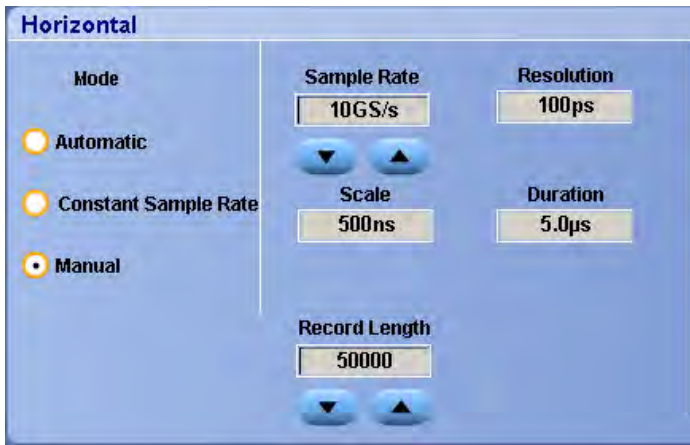 Horizontal
Mode
Automatic
Constant Sample Rate
Manual
Sample Rate
10GS/s
Resolution
100ps
Scale
500ns
Duration
5.0µs
Record Length
50000